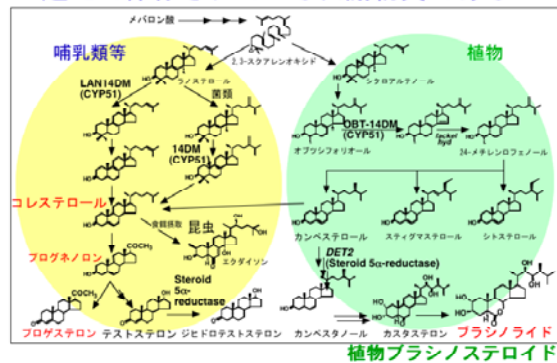 メバロン酸
哺乳類等
植物
2,3-スクアレンオキシド
LAN14DM
(CYP51)
ラノステロール
菌類
シクロアルテノール
14DM
(CYP51)
OBT-14DM
(CYP51)
オブツシフォリオール
24-メチレンロフェノール
コレステロール
食餌摂取
昆虫
エクダイソン
カンペステロール
スティグマステロール
シトステロール
プログネノロン
DET2
(Steroid 5α-reductase)
COCH₃
COCH₃
Steroid
5α-
reductase
プロゲステロン
テストステロン
ジヒドロテストステロン
カンペスタノール
カスタステロン
ブラシノライド
植物ブラシノステロイド